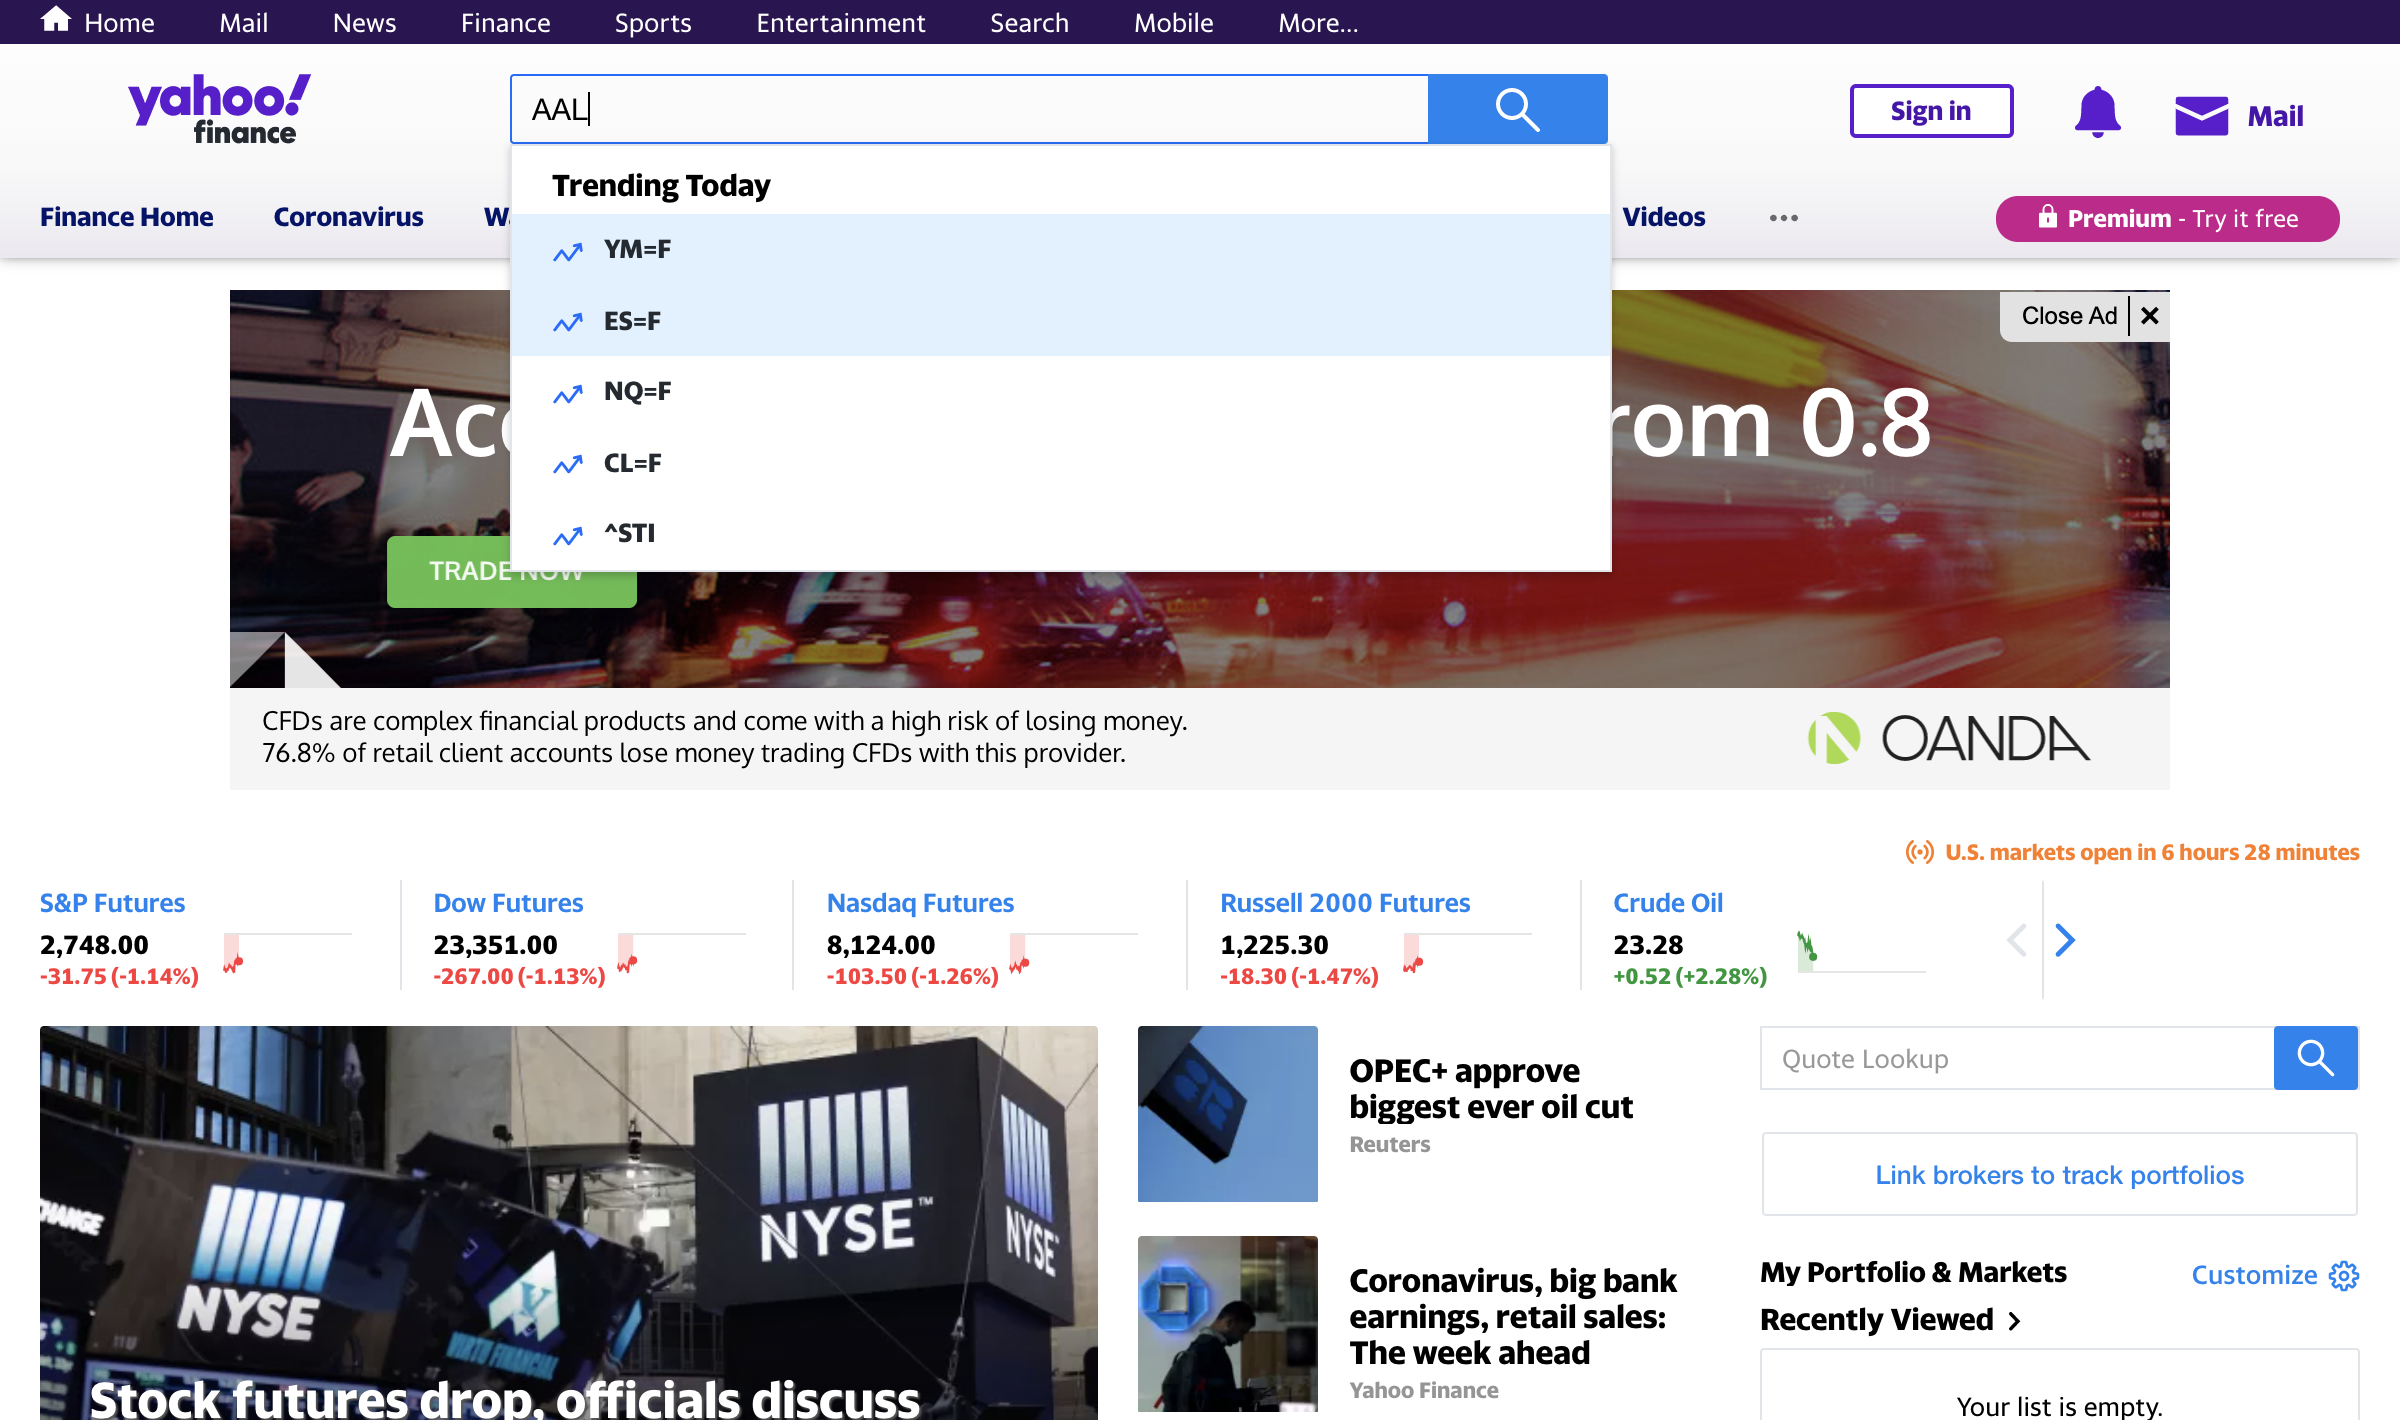 Home Mail News Finance Sports Entertainment Search Mobile More...
yahoo!
finance
AAL
Sign in
Mail
Finance Home Coronavirus Videos
Premium - Try it free
Trending Today
YM=F
ES=F
NQ=F
CL=F
^STI
Close Ad
0.8
TRADE NOW
CFDs are complex financial products and come with a high risk of losing money.
76.8% of retail client accounts lose money trading CFDs with this provider.
OANDA
U.S. markets open in 6 hours 28 minutes
S&P Futures
2,748.00
-31.75 (-1.14%)
Dow Futures
23,351.00
-267.00 (-1.13%)
Nasdaq Futures
8,124.00
-103.50 (-1.26%)
Russell 2000 Futures
1,225.30
-18.30 (-1.47%)
Crude Oil
23.28
+0.52 (+2.28%)
NYSE
NYSE
NYSE
VIRTU FINANCIAL
Stock futures drop, officials discuss
OPEC+ approve
biggest ever oil cut
Reuters
Coronavirus, big bank
earnings, retail sales:
The week ahead
Yahoo Finance
Quote Lookup
Link brokers to track portfolios
My Portfolio & Markets
Customize
Recently Viewed
Your list is empty.